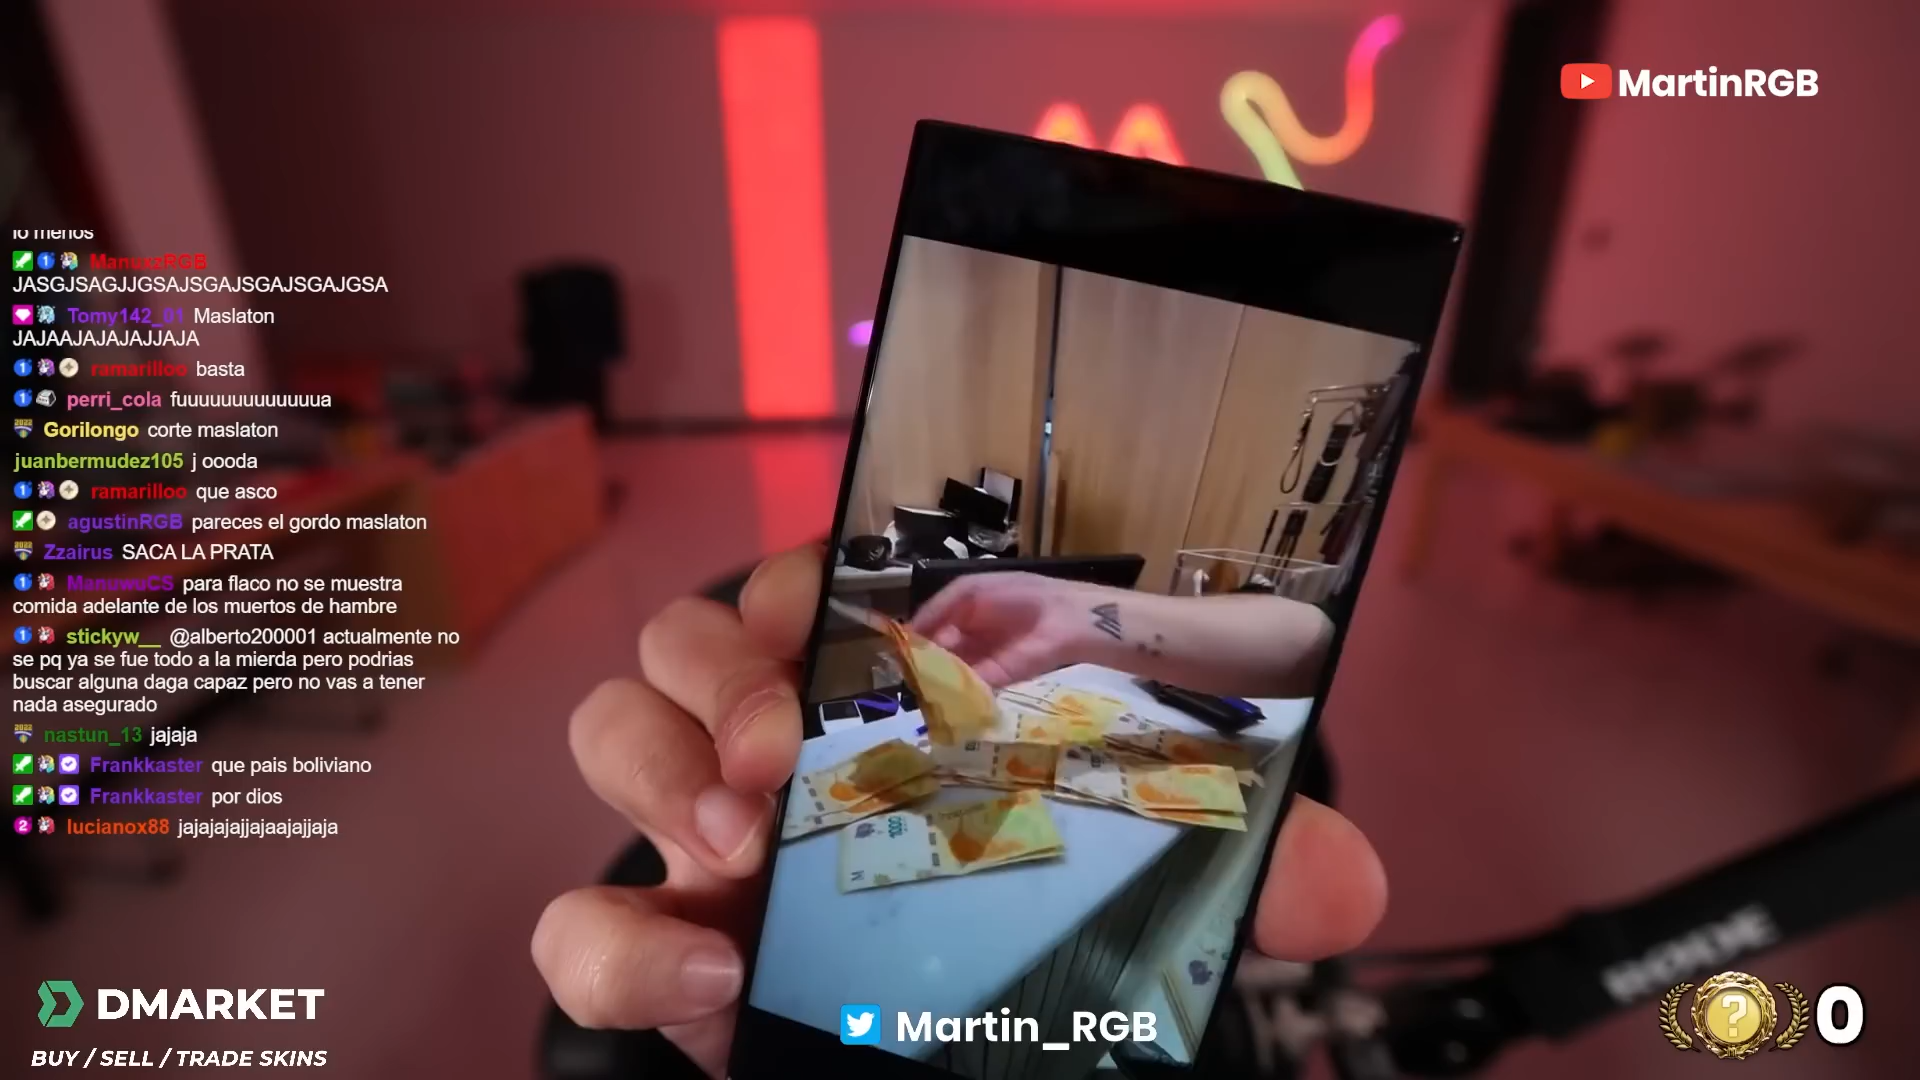 MartinRGB
lo menos
ManuxzRGB
JASGJSAGJJGSAJSGAJSGAJSGAJGSA
Tomy142_01 Maslaton
JAJAAJAJAJAJJAJA
ramarilloo basta
perri_cola fuuuuuuuuuuuuua
Gorilongo corte maslaton
juanbermudez105 j oooda
ramarilloo que asco
agustinRGB pareces el gordo maslaton
Zzairus SACA LA PRATA
ManuwuCS para flaco no se muestra
comida adelante de los muertos de hambre
stickyw__ @alberto200001 actualmente no
se pq ya se fue todo a la mierda pero podrias
buscar alguna daga capaz pero no vas a tener
nada asegurado
nastun_13 jajaja
Frankkaster que pais boliviano
Frankkaster por dios
lucianox88 jajajajajjajaajajjaja
1000
RODE
DMARKET
BUY / SELL / TRADE SKINS
Martin_RGB
? 0